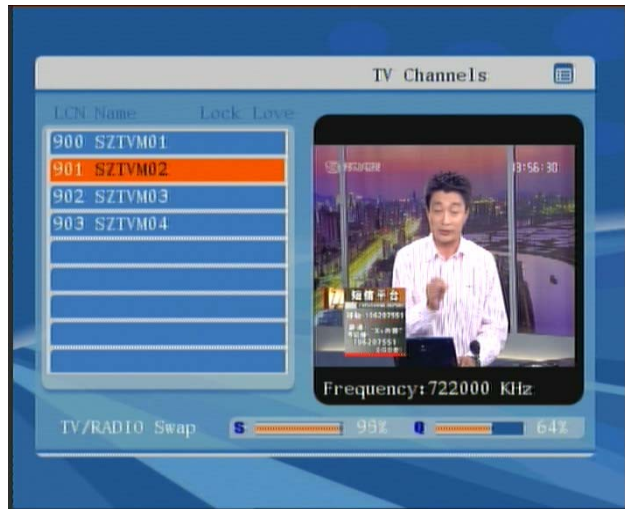 TV Channels
LCN Name Lock Love
900 SZTVM01
901 SZTVM02
902 SZTVM03
903 SZTVM04
13:56:30
短信平台
106207551
Frequency:722000 KHz
TV/RADIO Swap S 99% Q 64%